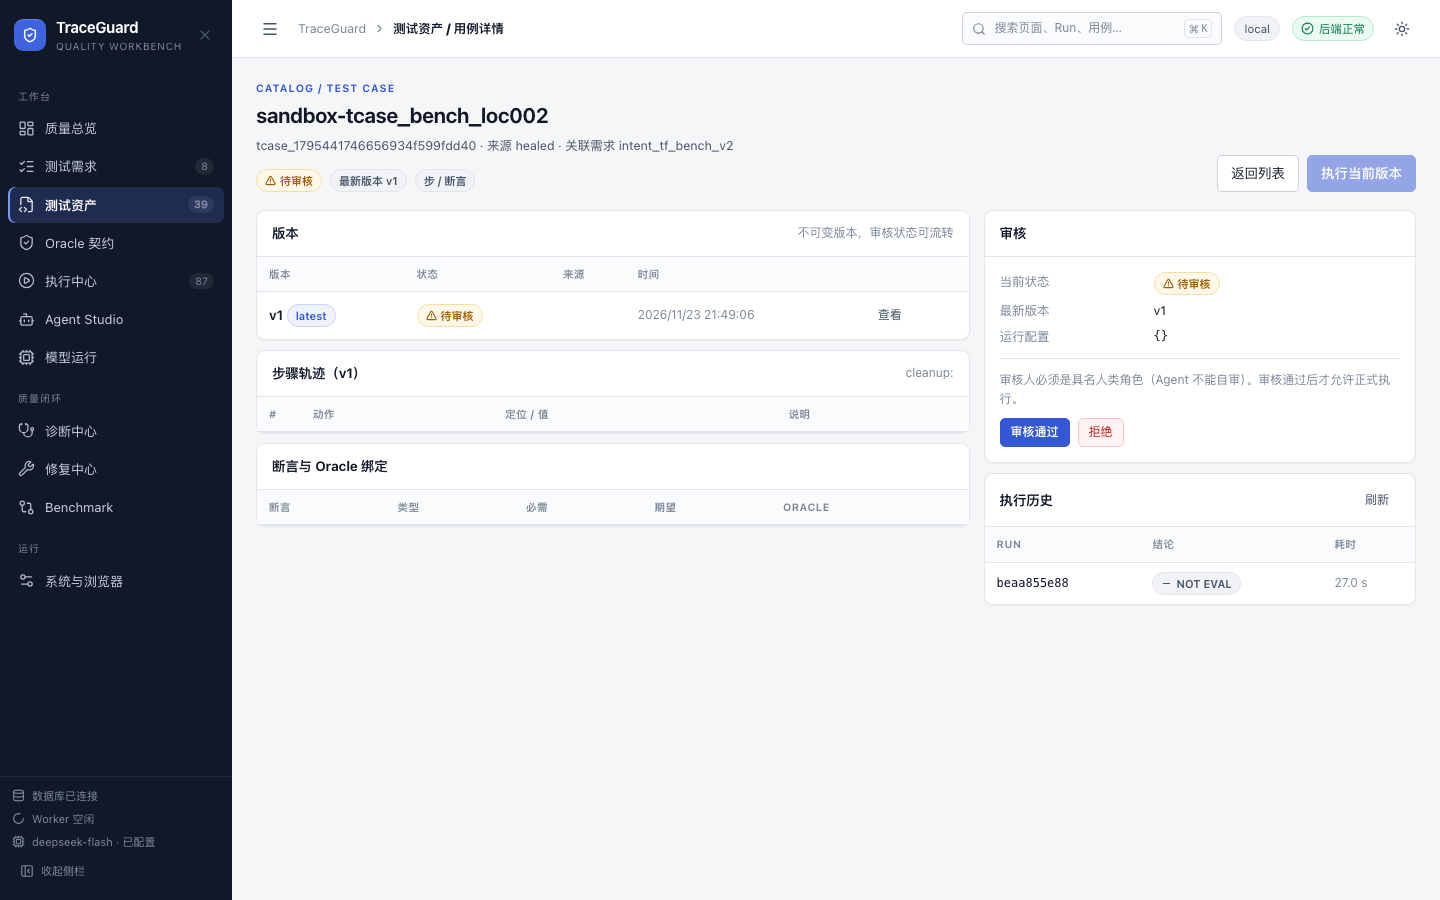 TraceGuard
QUALITY WORKBENCH
工作台
质量总览
测试需求 8
测试资产 39
Oracle 契约
执行中心 87
Agent Studio
模型运行
质量闭环
诊断中心
修复中心
Benchmark
运行
系统与浏览器
数据库已连接
Worker 空闲
deepseek-flash · 已配置
收起侧栏
TraceGuard > 测试资产 / 用例详情
搜索页面、Run、用例… ⌘ K
local
后端正常
CATALOG / TEST CASE
sandbox-tcase_bench_loc002
tcase_1795441746656934f599fdd40 · 来源 healed · 关联需求 intent_tf_bench_v2
待审核 最新版本 v1 步 / 断言
返回列表 执行当前版本
版本 不可变版本，审核状态可流转
版本 状态 来源 时间
v1 latest 待审核 2026/11/23 21:49:06 查看
步骤轨迹（v1） cleanup:
# 动作 定位 / 值 说明
断言与 Oracle 绑定
断言 类型 必需 期望 ORACLE
审核
当前状态 待审核
最新版本 v1
运行配置 {}
审核人必须是具名人类角色（Agent 不能自审）。审核通过后才允许正式执
行。
审核通过 拒绝
执行历史 刷新
RUN 结论 耗时
beaa855e88 NOT EVAL 27.0 s